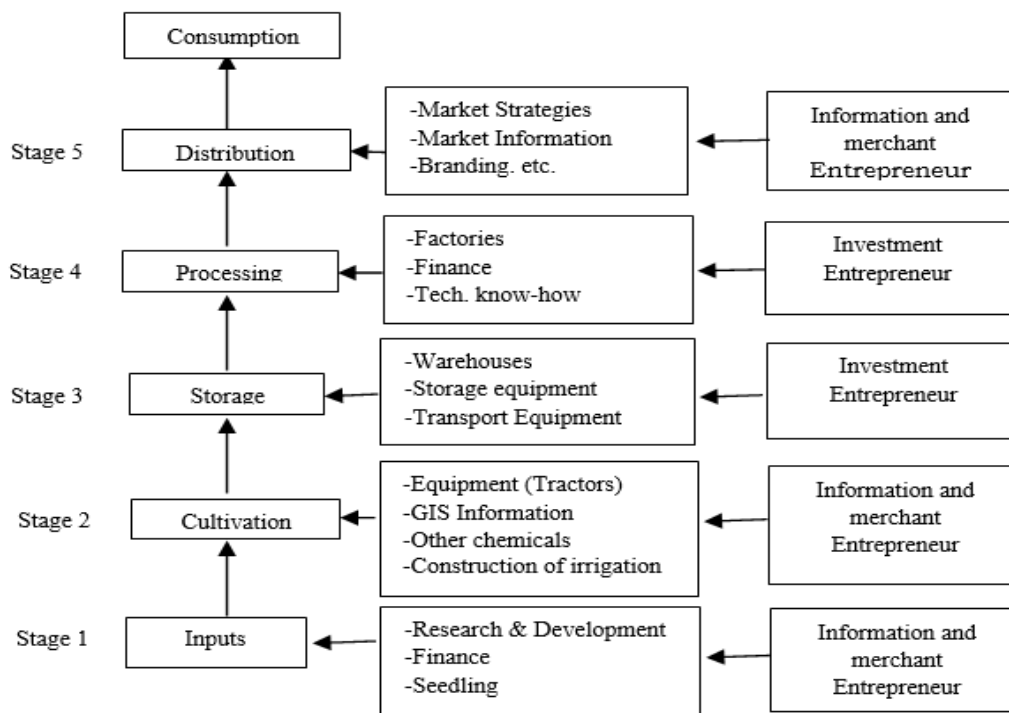 Consumption
Stage 5
Distribution
-Market Strategies
-Market Information
-Branding. etc.
Information and
merchant
Entrepreneur
Stage 4
Processing
-Factories
-Finance
-Tech. know-how
Investment
Entrepreneur
Stage 3
Storage
-Warehouses
-Storage equipment
-Transport Equipment
Investment
Entrepreneur
Stage 2
Cultivation
-Equipment (Tractors)
-GIS Information
-Other chemicals
-Construction of irrigation
Information and
merchant
Entrepreneur
Stage 1
Inputs
-Research & Development
-Finance
-Seedling
Information and
merchant
Entrepreneur